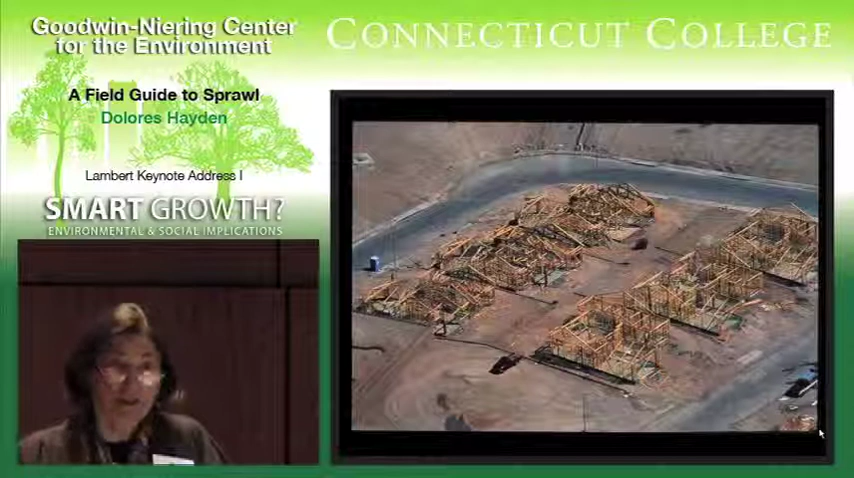 Goodwin-Niering Center
for the Environment
CONNECTICUT COLLEGE
A Field Guide to Sprawl
Dolores Hayden
Lambert Keynote Address I
SMART GROWTH?
ENVIRONMENTAL & SOCIAL IMPLICATIONS